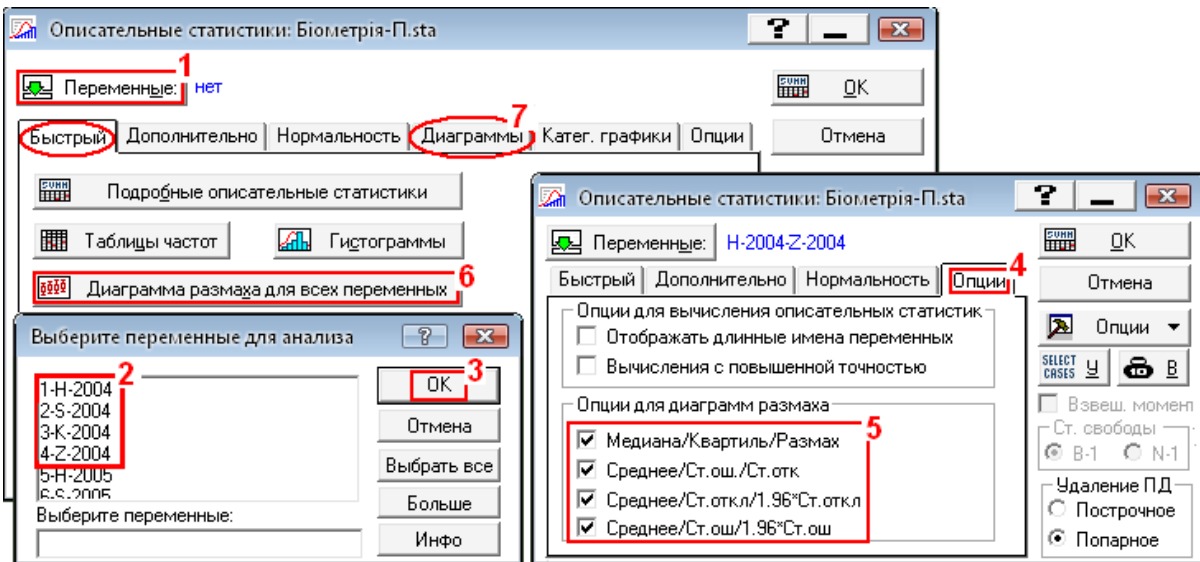 Описательные статистики: Біометрія-П.sta
?
1
Переменные: нет
SUMM OK
7
Быстрый Дополнительно Нормальность Диаграммы Катег. графики Опции
Отмена
SUMM Подробные описательные статистики
Таблицы частот Гистограммы
Диаграмма размаха для всех переменных 6
Выберите переменные для анализа ?
2
1-H-2004
2-S-2004
3-K-2004
4-Z-2004
5-H-2005
6-S-2005
OK 3
Отмена
Выбрать все
Больше
Инфо
Выберите переменные:
Описательные статистики: Біометрія-П.sta
?
Переменные: H-2004-Z-2004
SUMM OK
4
Быстрый Дополнительно Нормальность Опции
Отмена
Опции для вычисления описательных статистик
Отображать длинные имена переменных
Вычисления с повышенной точностью
Опции для диаграмм размаха
5
Медиана/Квартиль/Размах
Среднее/Ст.ош./Ст.отк
Среднее/Ст.откл/1.96*Ст.откл
Среднее/Ст.ош/1.96*Ст.ош
Опции
SELECT CASES У В
Взвеш. момент
Ст. свободы
В-1 N-1
Удаление ПД
Построчное
Попарное